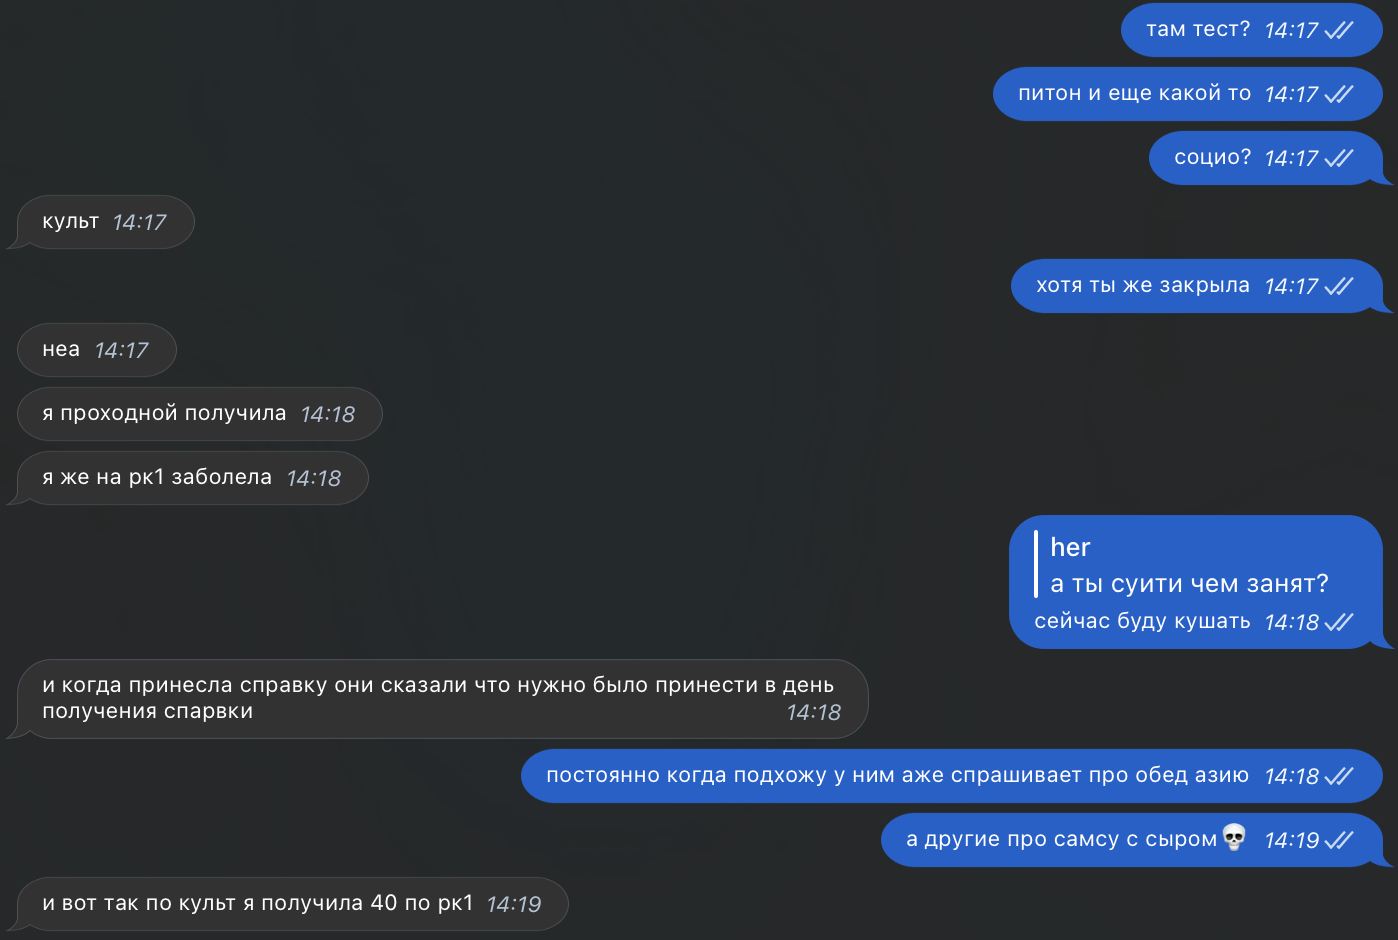 там тест? 14:17
питон и еще какой то 14:17
социо? 14:17
культ 14:17
хотя ты же закрыла 14:17
неа 14:17
я проходной получила 14:18
я же на рк1 заболела 14:18
her
а ты суити чем занят?
сейчас буду кушать 14:18
и когда принесла справку они сказали что нужно было принести в день
получения спарвки 14:18
постоянно когда подхожу у ним аже спрашивает про обед азию 14:18
а другие про самсу с сыром💀 14:19
и вот так по культ я получила 40 по рк1 14:19